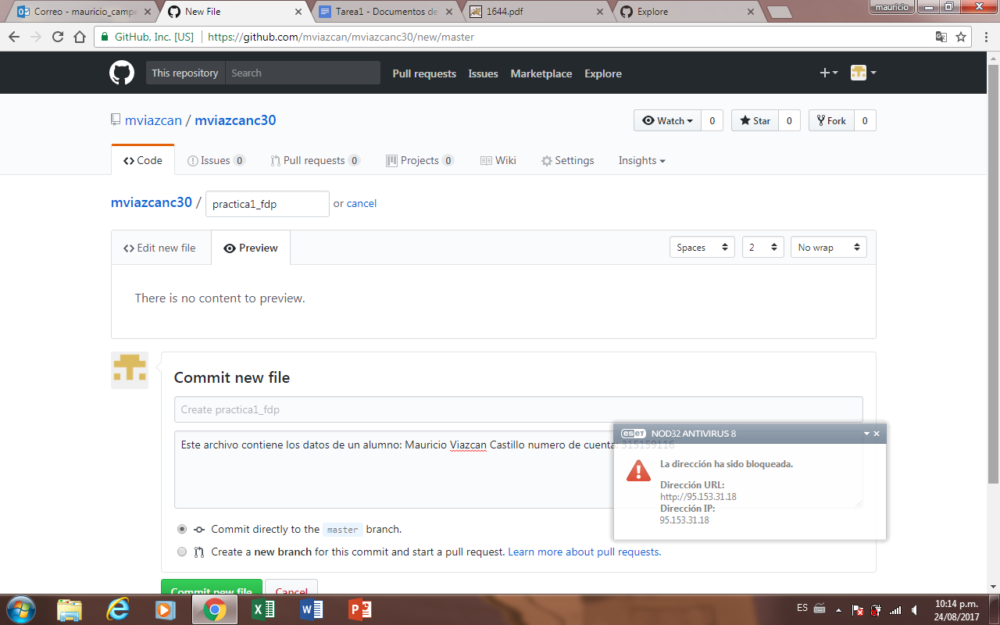 Correo - mauricio_campe
New File
Tarea1 - Documentos de
1644.pdf
Explore
mauricio
GitHub, Inc. [US]
https://github.com/mviazcan/mviazcanc30/new/master
This repository
Search
Pull requests
Issues
Marketplace
Explore
mviazcan / mviazcanc30
Watch 0
Star 0
Fork 0
Code
Issues 0
Pull requests 0
Projects 0
Wiki
Settings
Insights
mviazcanc30 / practica1_fdp or cancel
Edit new file
Preview
Spaces
2
No wrap
There is no content to preview.
Commit new file
Create practica1_fdp
Este archivo contiene los datos de un alumno: Mauricio Viazcan Castillo numero de cuenta: 315159116
eset NOD32 ANTIVIRUS 8
La dirección ha sido bloqueada.
Dirección URL:
http://95.153.31.18
Dirección IP:
95.153.31.18
Commit directly to the master branch.
Create a new branch for this commit and start a pull request. Learn more about pull requests.
Commit new file
Cancel
ES
10:14 p.m.
24/08/2017